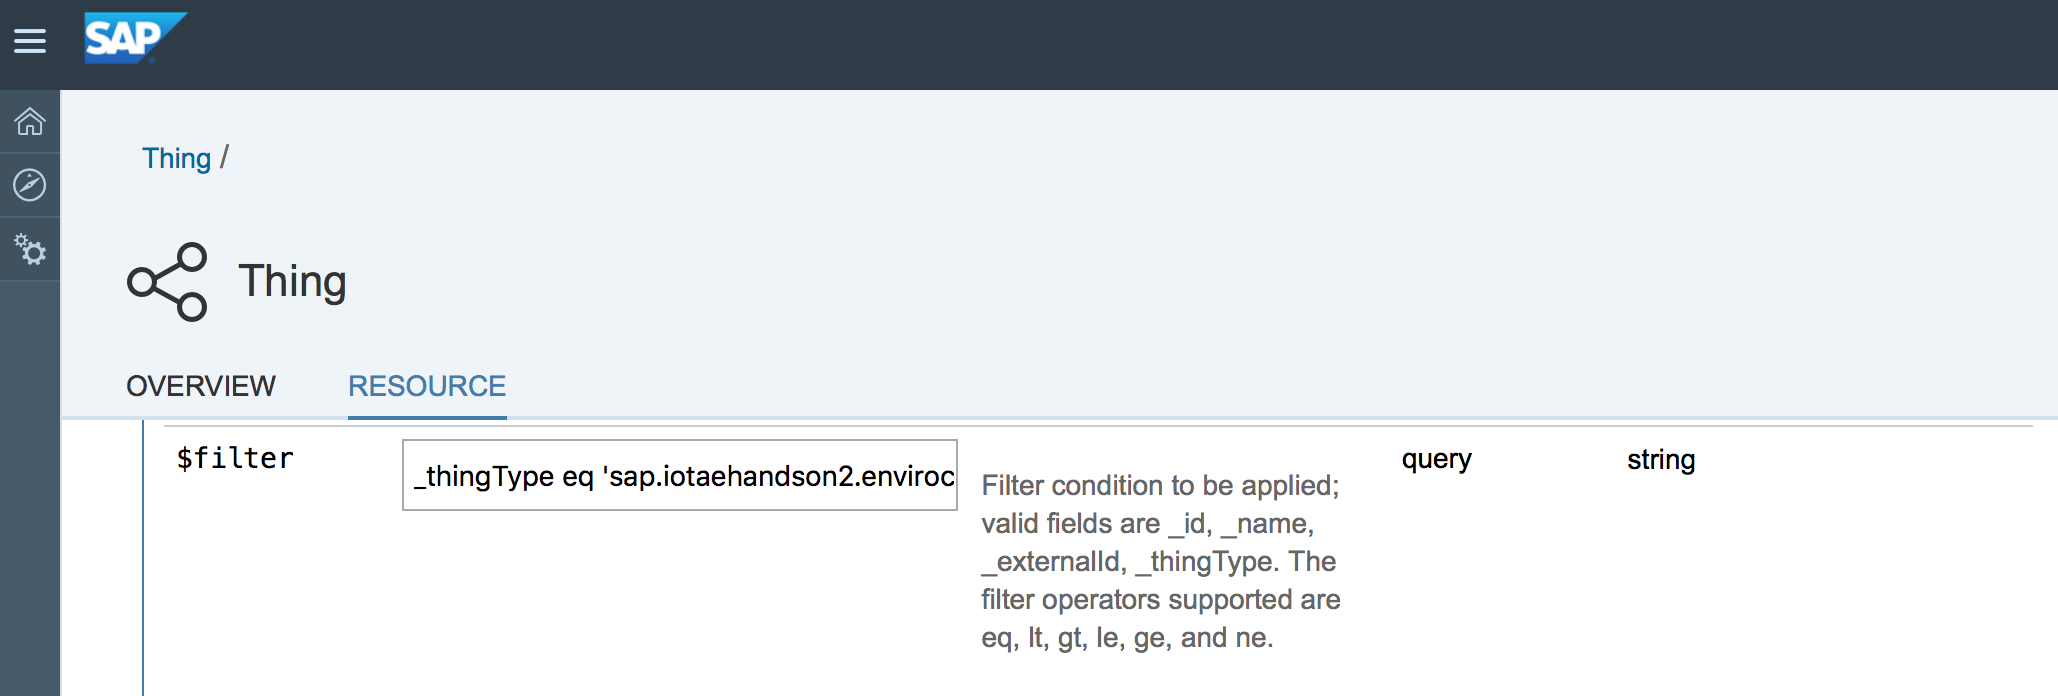 SAP
Thing /
Thing
OVERVIEW RESOURCE
$filter _thingType eq 'sap.iotaehandson2.enviroc query string
Filter condition to be applied;
valid fields are _id, _name,
_externalId, _thingType. The
filter operators supported are
eq, lt, gt, le, ge, and ne.